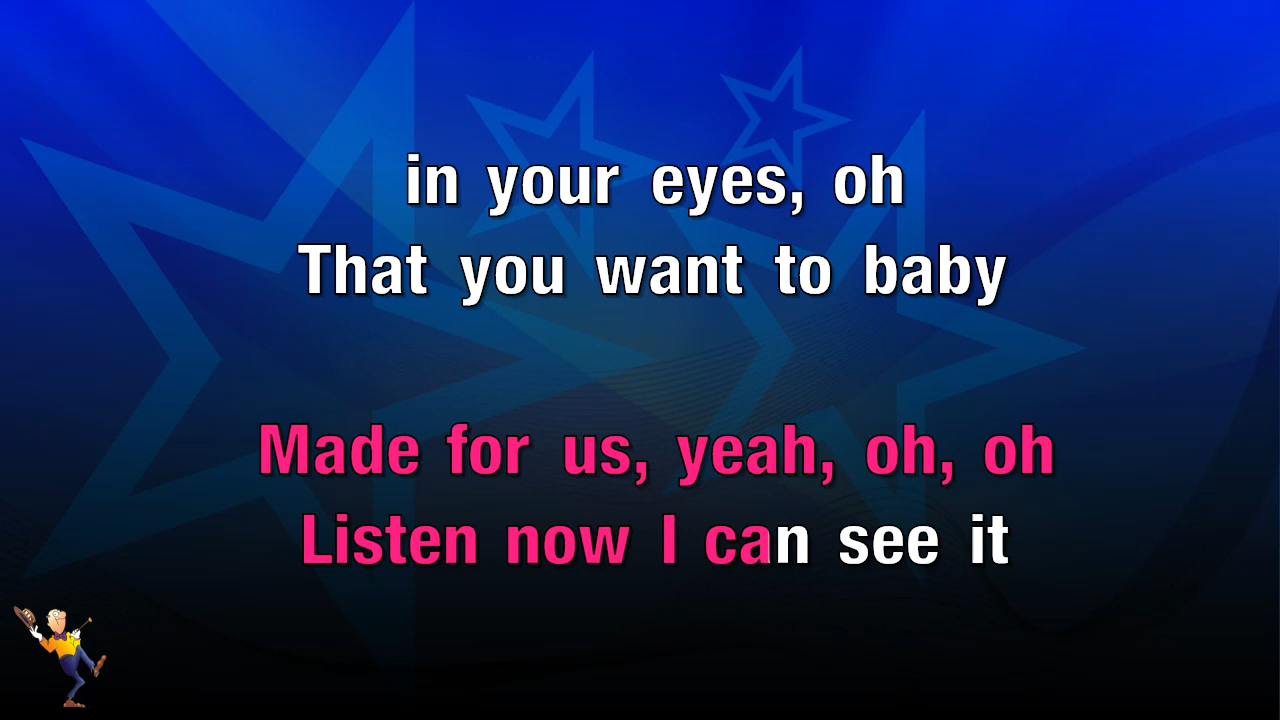 in your eyes, oh
That you want to baby
Made for us, yeah, oh, oh
Listen now I can see it